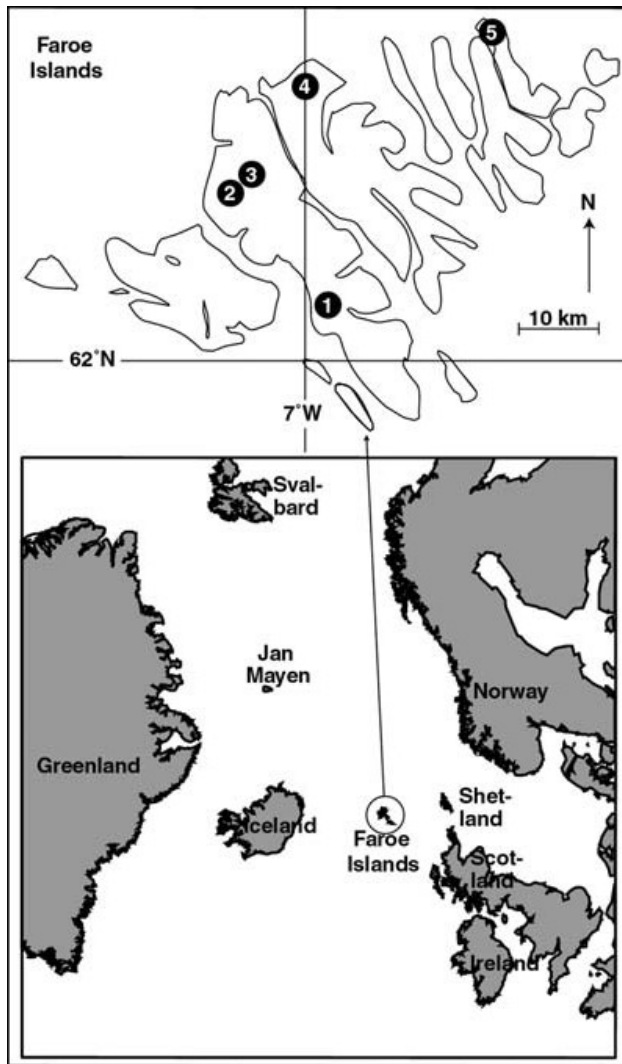 Faroe
Islands
5
4
3
2
N
1
10 km
62°N
7°W
Sval-
bard
Jan
Mayen
Norway
Greenland
Shet-
land
Iceland
Faroe
Islands
Scot-
land
Ireland